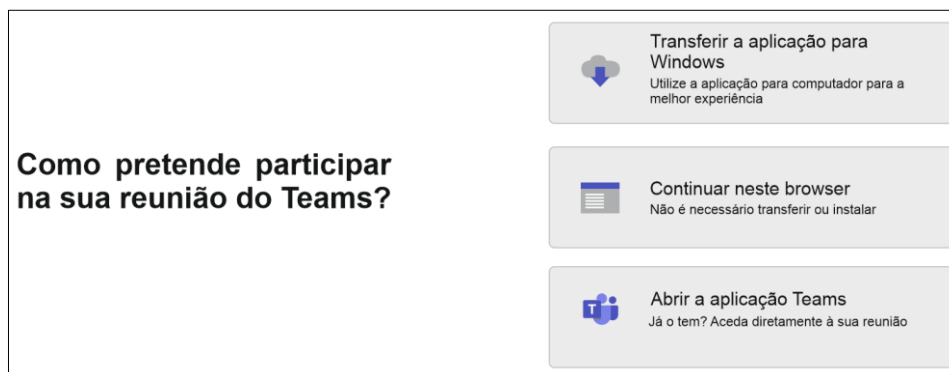 Como pretende participar
na sua reunião do Teams?
Transferir a aplicação para
Windows
Utilize a aplicação para computador para a
melhor experiência
Continuar neste browser
Não é necessário transferir ou instalar
T
Abrir a aplicação Teams
Já o tem? Aceda diretamente à sua reunião